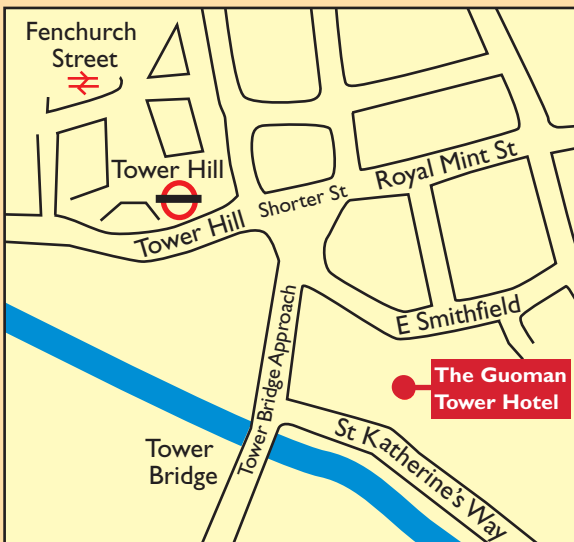 Fenchurch
Street
Tower Hill
Royal Mint St
Shorter St
Tower Hill
E Smithfield
Tower Bridge Approach
The Guoman
Tower Hotel
St Katherine's Way
Tower
Bridge